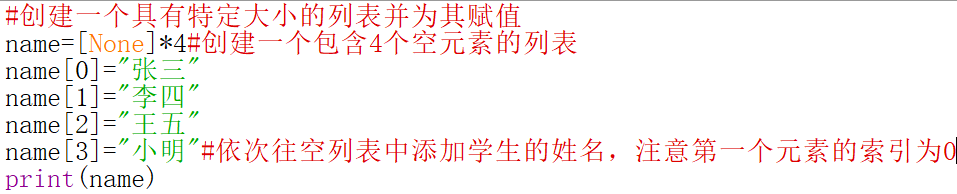 #创建一个具有特定大小的列表并为其赋值
name=[None]*4#创建一个包含4个空元素的列表
name[0]="张三"
name[1]="李四"
name[2]="王五"
name[3]="小明"#依次往空列表中添加学生的姓名，注意第一个元素的索引为0
print(name)